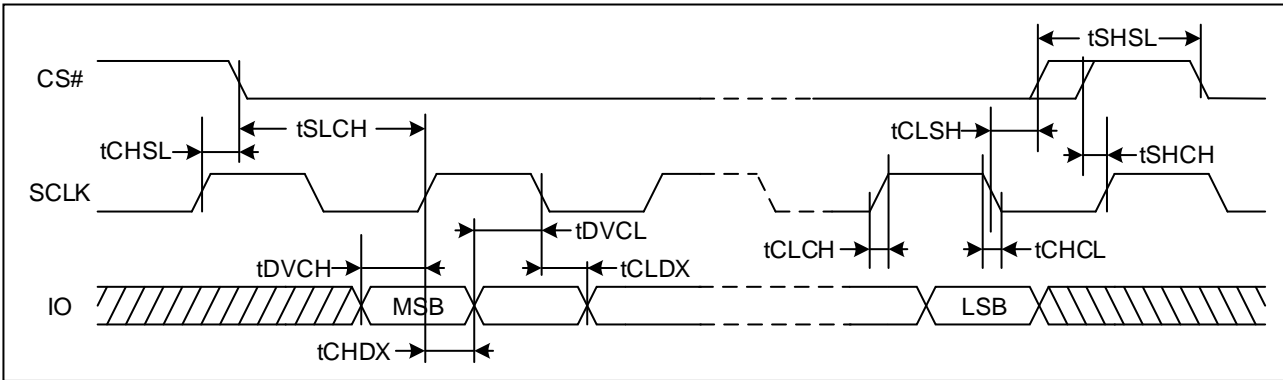 tSHSL
CS#
tSLCH
tCLSH
tCHSL
tSHCH
SCLK
tDVCL
tCLCH
tCHCL
tDVCH
tCLDX
IO
MSB
LSB
tCHDX